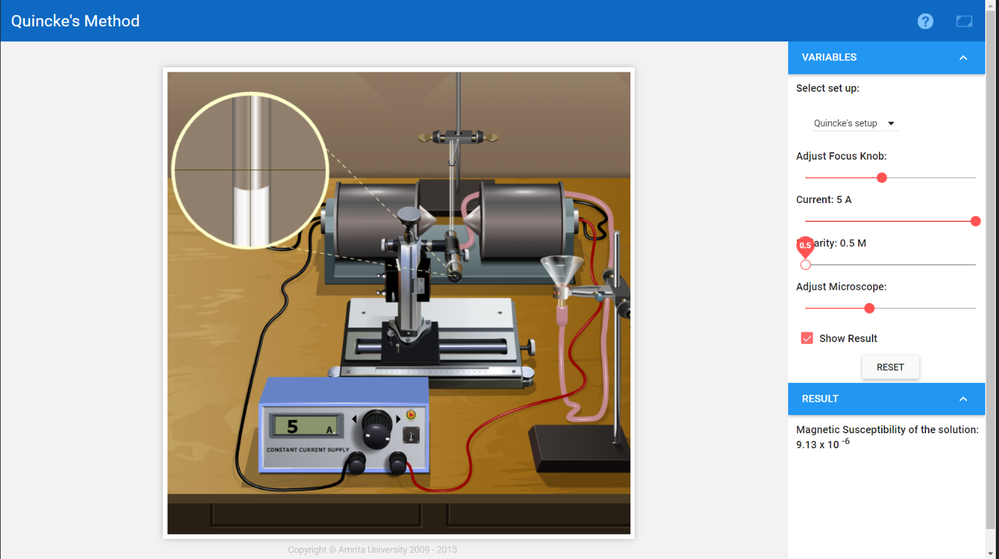 Quincke's Method
?
VARIABLES
Select set up:
Quincke's setup
Adjust Focus Knob:
Current: 5 A
0.5
arity: 0.5 M
Adjust Microscope:
Show Result
RESET
RESULT
Magnetic Susceptibility of the solution:
9.13 x 10 -6
5 A
CONSTANT CURRENT SUPPLY
Copyright © Amrita University 2009 - 2015